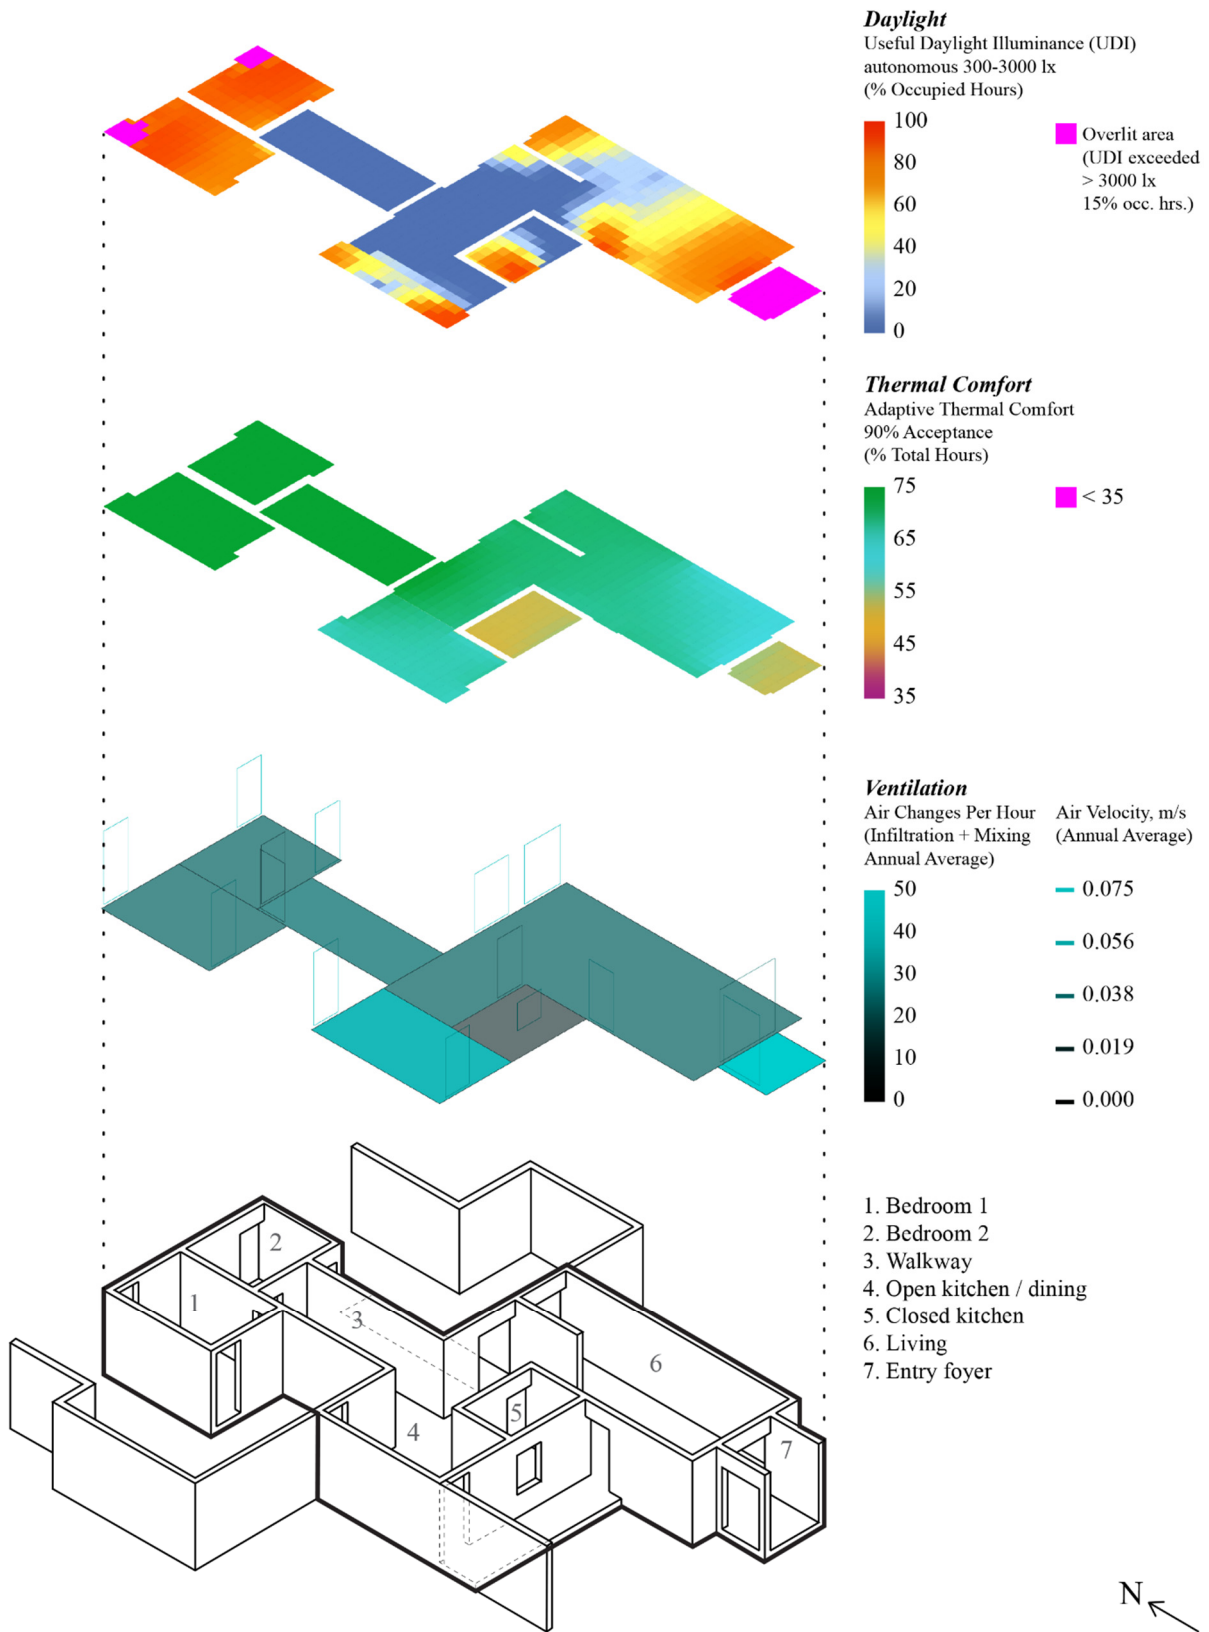 Daylight
Useful Daylight Illuminance (UDI)
autonomous 300-3000 lx
(% Occupied Hours)
100
80
60
40
20
0
Overlit area
(UDI exceeded
> 3000 lx
15% occ. hrs.)
Thermal Comfort
Adaptive Thermal Comfort
90% Acceptance
(% Total Hours)
75
65
55
45
35
< 35
Ventilation
Air Changes Per Hour
(Infiltration + Mixing
Annual Average)
50
40
30
20
10
0
Air Velocity, m/s
(Annual Average)
0.075
0.056
0.038
0.019
0.000
1. Bedroom 1
2. Bedroom 2
3. Walkway
4. Open kitchen / dining
5. Closed kitchen
6. Living
7. Entry foyer
2
1
3
6
5
4
7
N